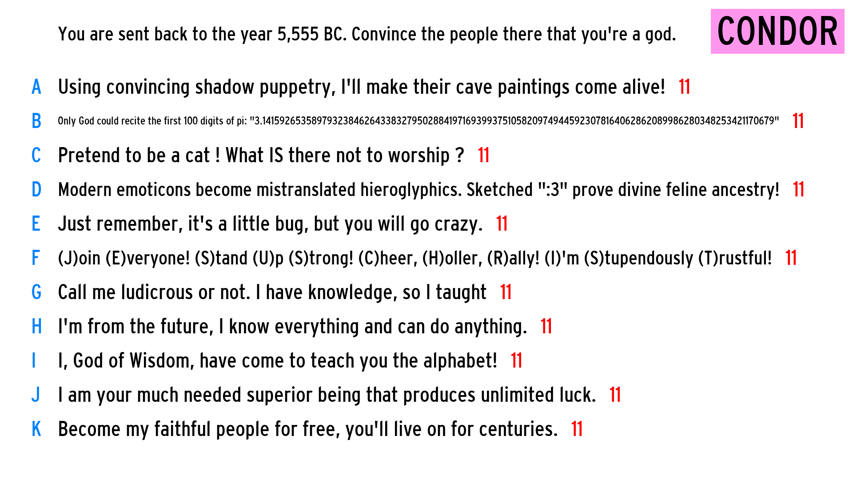 You are sent back to the year 5,555 BC. Convince the people there that you're a god.
CONDOR
A Using convincing shadow puppetry, I'll make their cave paintings come alive! 11
B Only God could recite the first 100 digits of pi: "3.1415926535897932384626433832795028841971693993751058209749445923078164062862089986280348253421170679" 11
C Pretend to be a cat ! What IS there not to worship ? 11
D Modern emoticons become mistranslated hieroglyphics. Sketched ":3" prove divine feline ancestry! 11
E Just remember, it's a little bug, but you will go crazy. 11
F (J)oin (E)veryone! (S)tand (U)p (S)trong! (C)heer, (H)oller, (R)ally! (I)'m (S)tupendously (T)rustful! 11
G Call me ludicrous or not. I have knowledge, so I taught 11
H I'm from the future, I know everything and can do anything. 11
I I, God of Wisdom, have come to teach you the alphabet! 11
J I am your much needed superior being that produces unlimited luck. 11
K Become my faithful people for free, you'll live on for centuries. 11